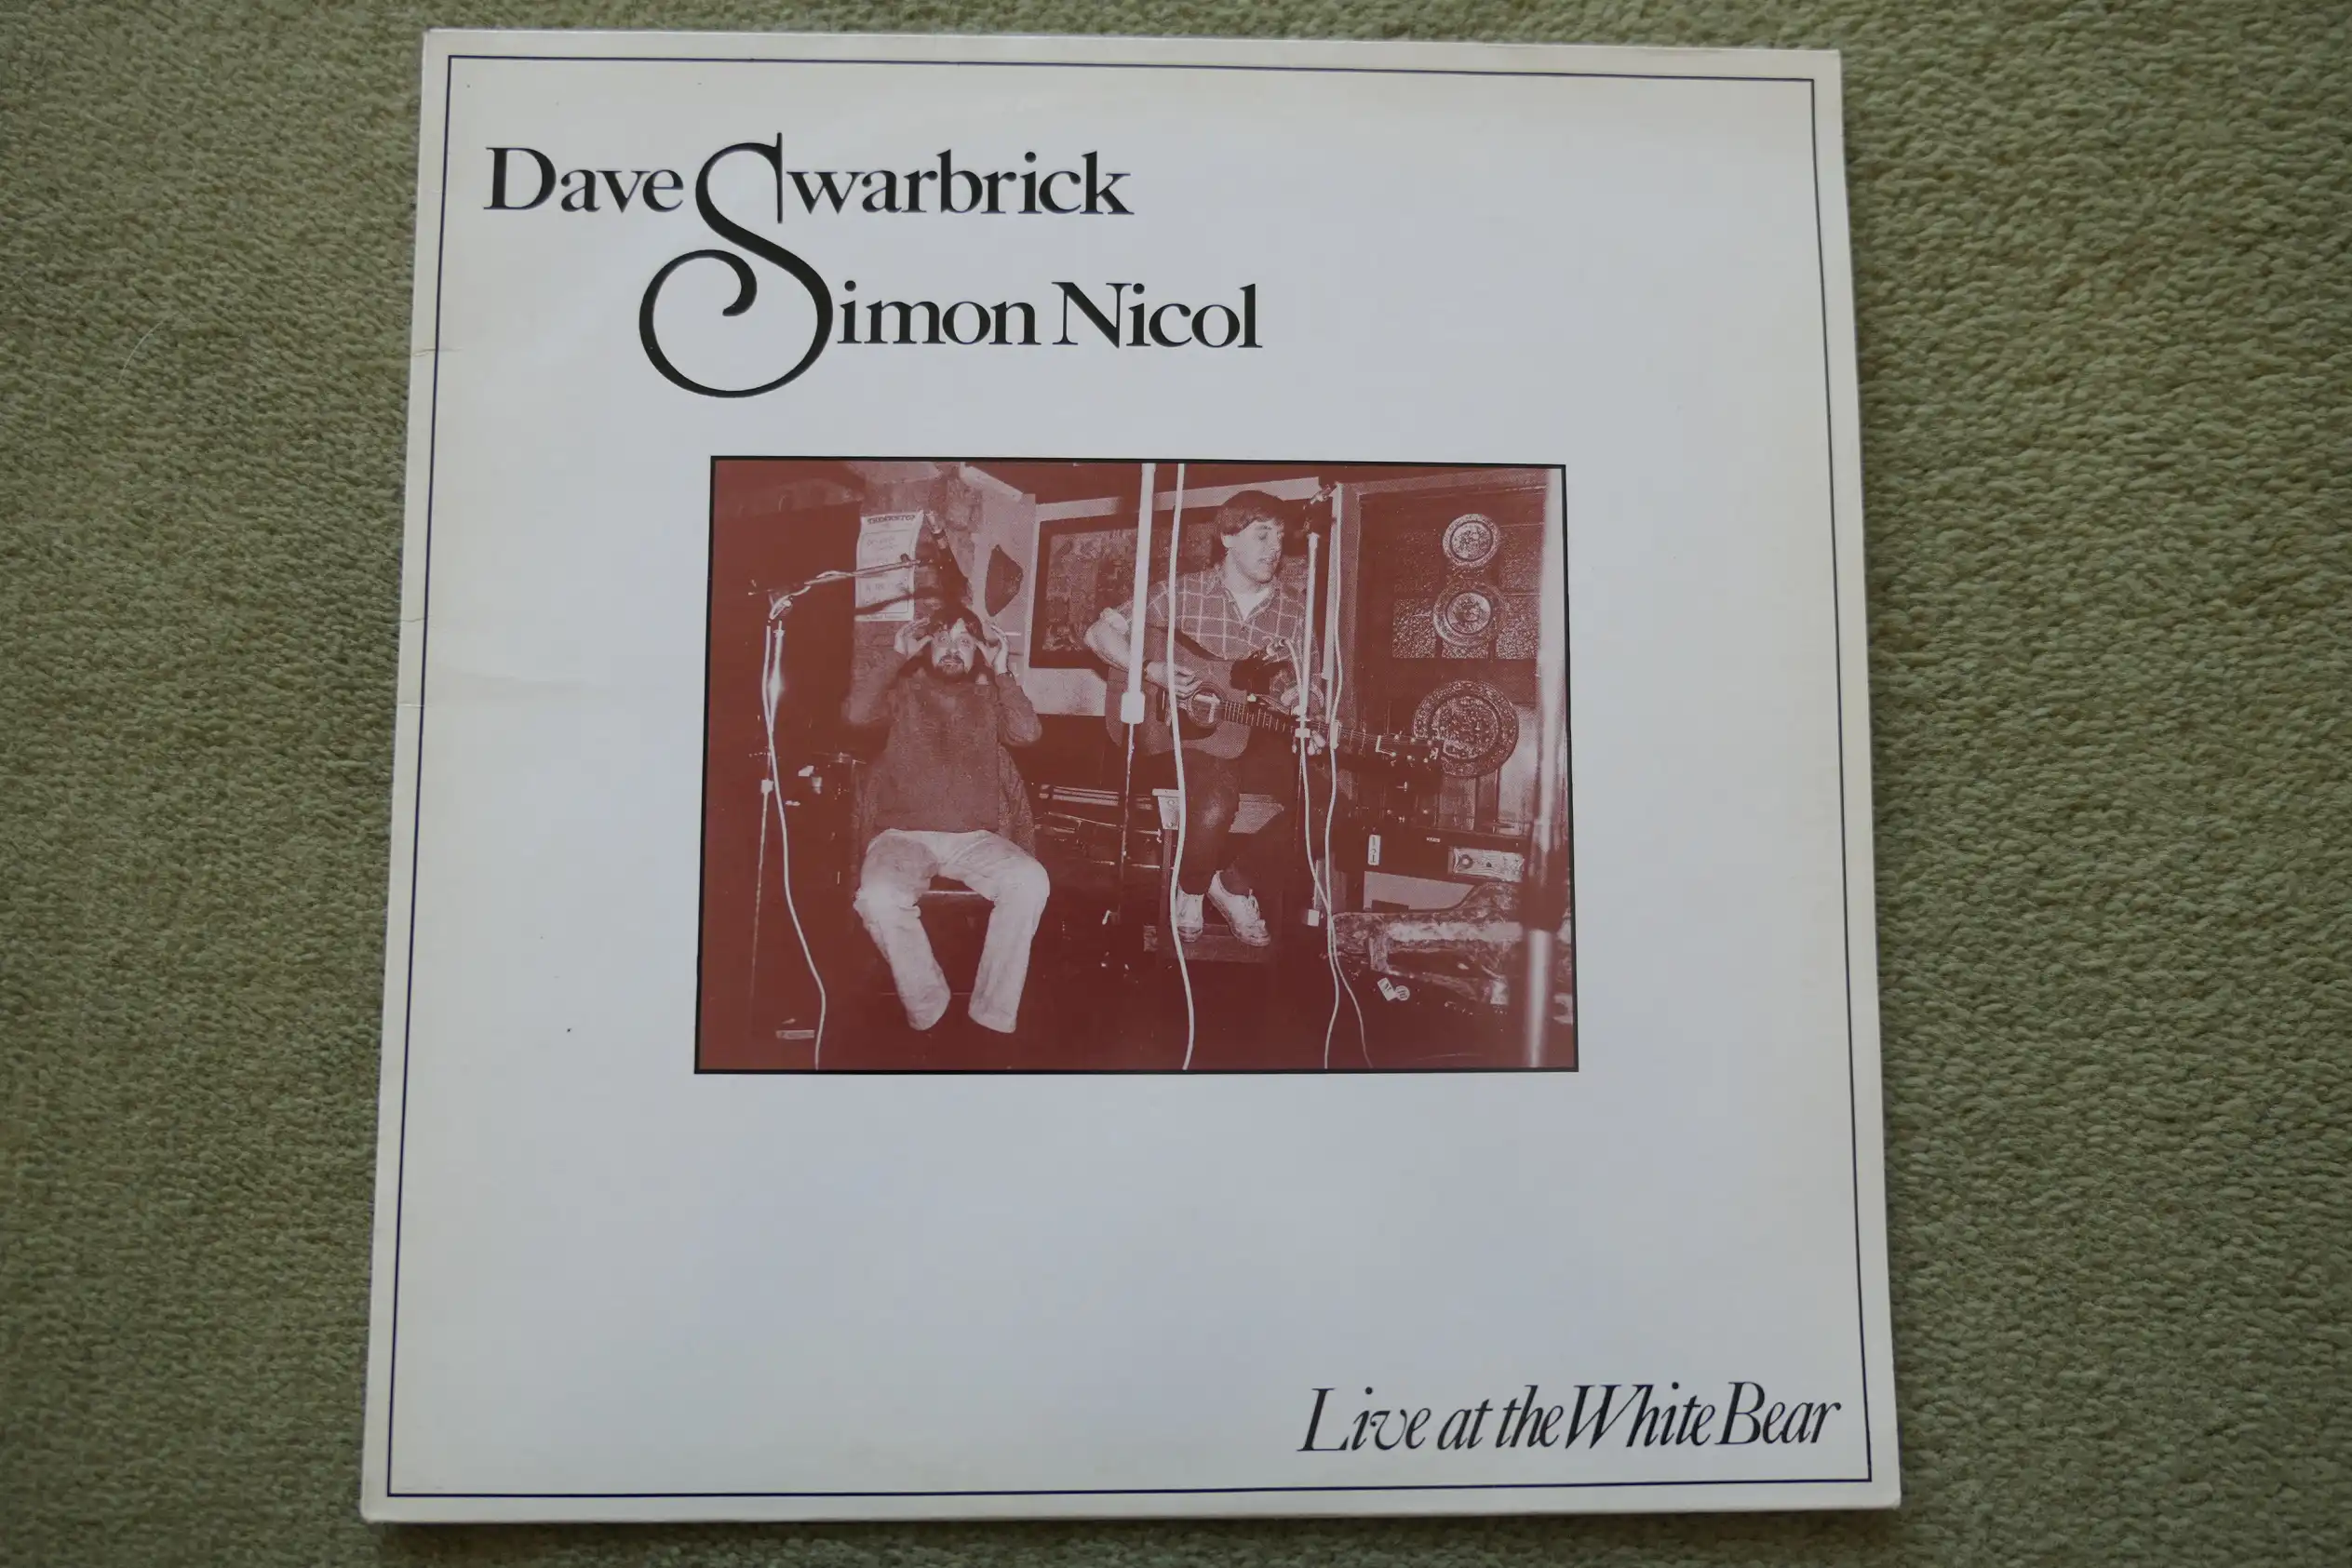 Dave Swarbrick
Simon Nicol
Live at the White Bear